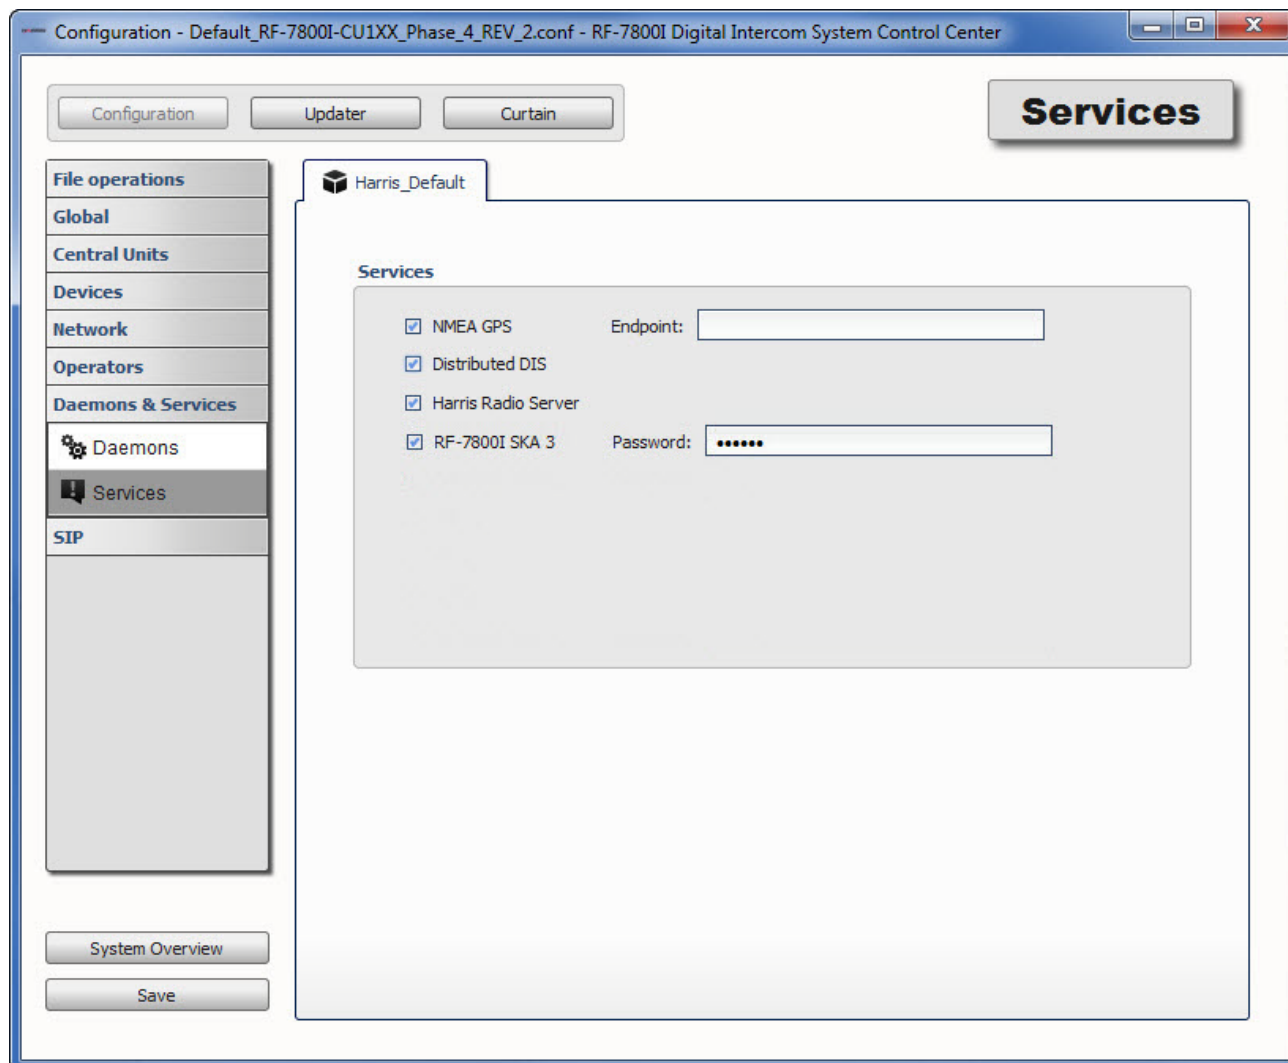 Configuration - Default_RF-7800I-CU1XX_Phase_4_REV_2.conf - RF-7800I Digital Intercom System Control Center
Configuration Updater Curtain
Services
File operations
Global
Central Units
Devices
Network
Operators
Daemons & Services
Daemons
Services
SIP
System Overview
Save
Harris_Default
Services
NMEA GPS Endpoint:
Distributed DIS
Harris Radio Server
RF-7800I SKA 3 Password: ••••••